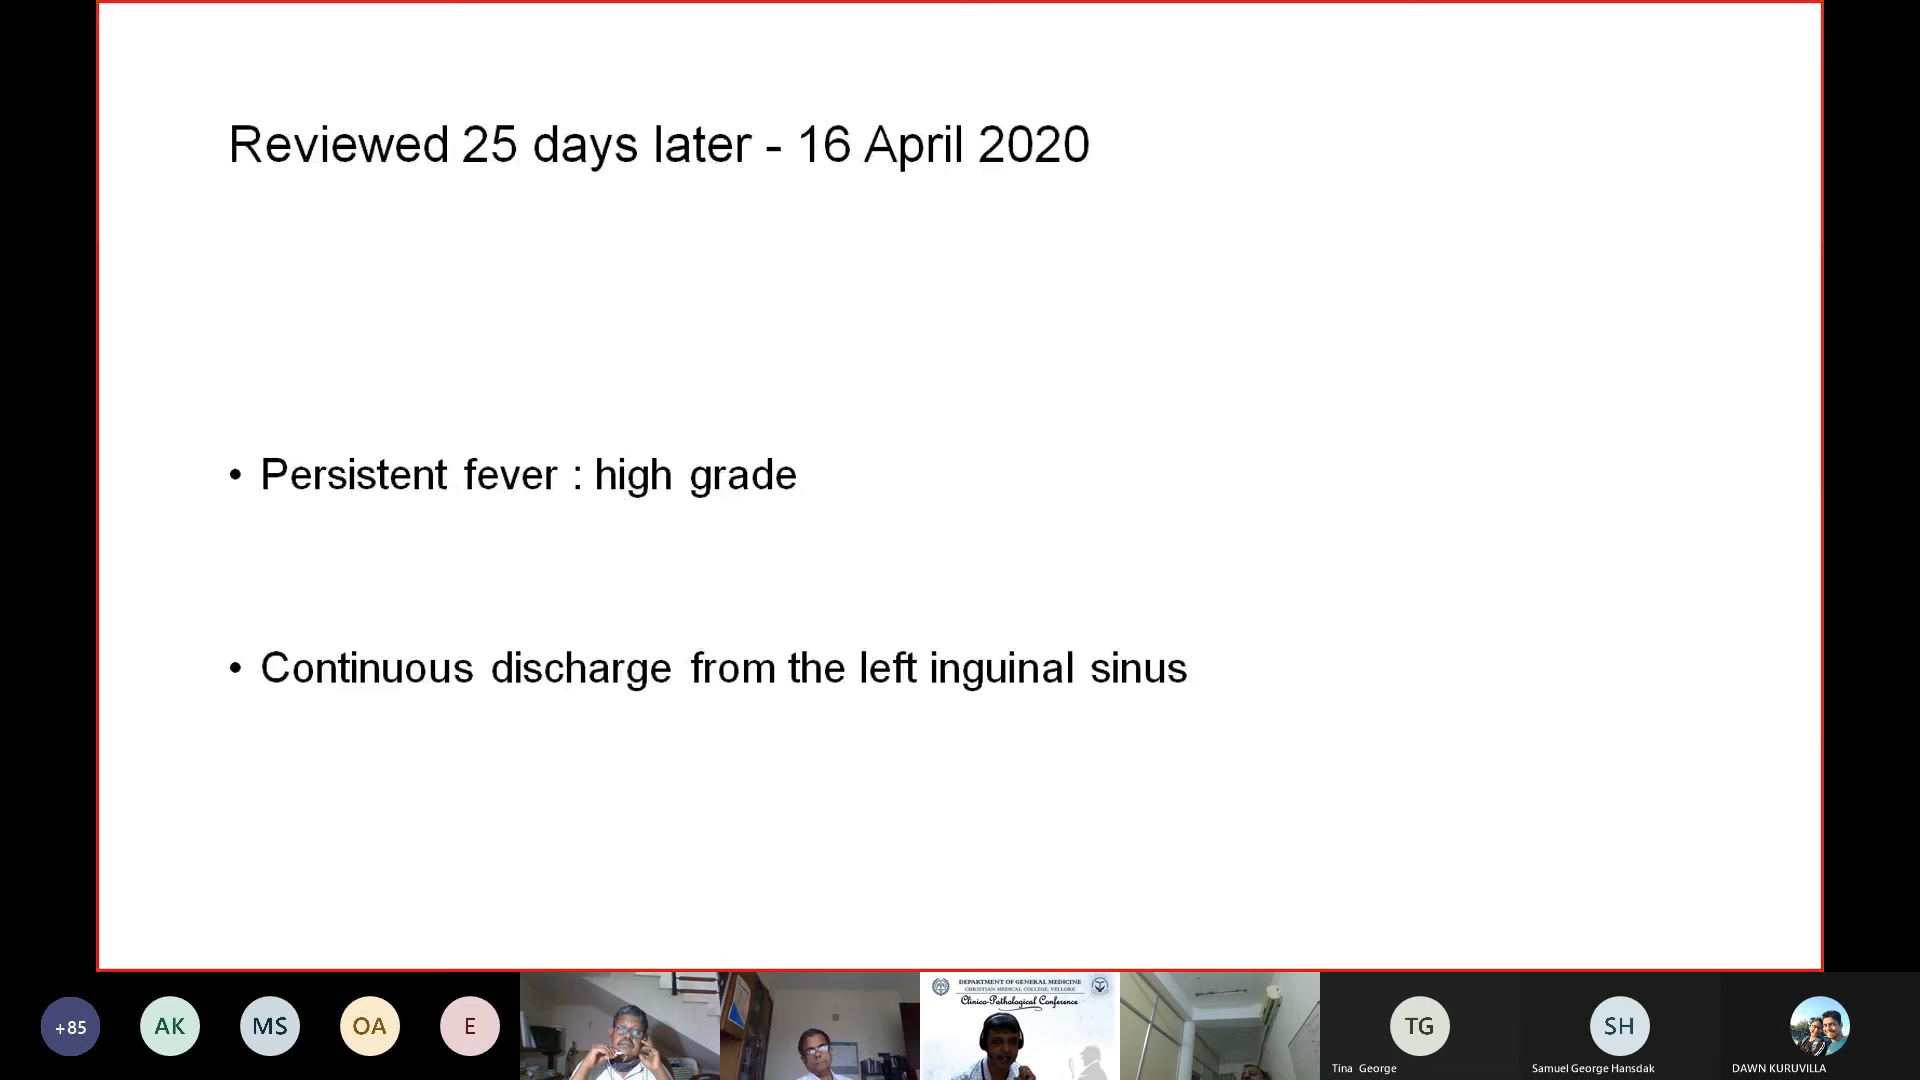 Reviewed 25 days later - 16 April 2020
• Persistent fever : high grade
• Continuous discharge from the left inguinal sinus
+85
AK
MS
OA
E
DEPARTMENT OF GENERAL MEDICINE
CHRISTIAN MEDICAL COLLEGE, VELLORE
Clinico-Pathological Conference
TG
Tina George
SH
Samuel George Hansdak
DAWN KURUVILLA